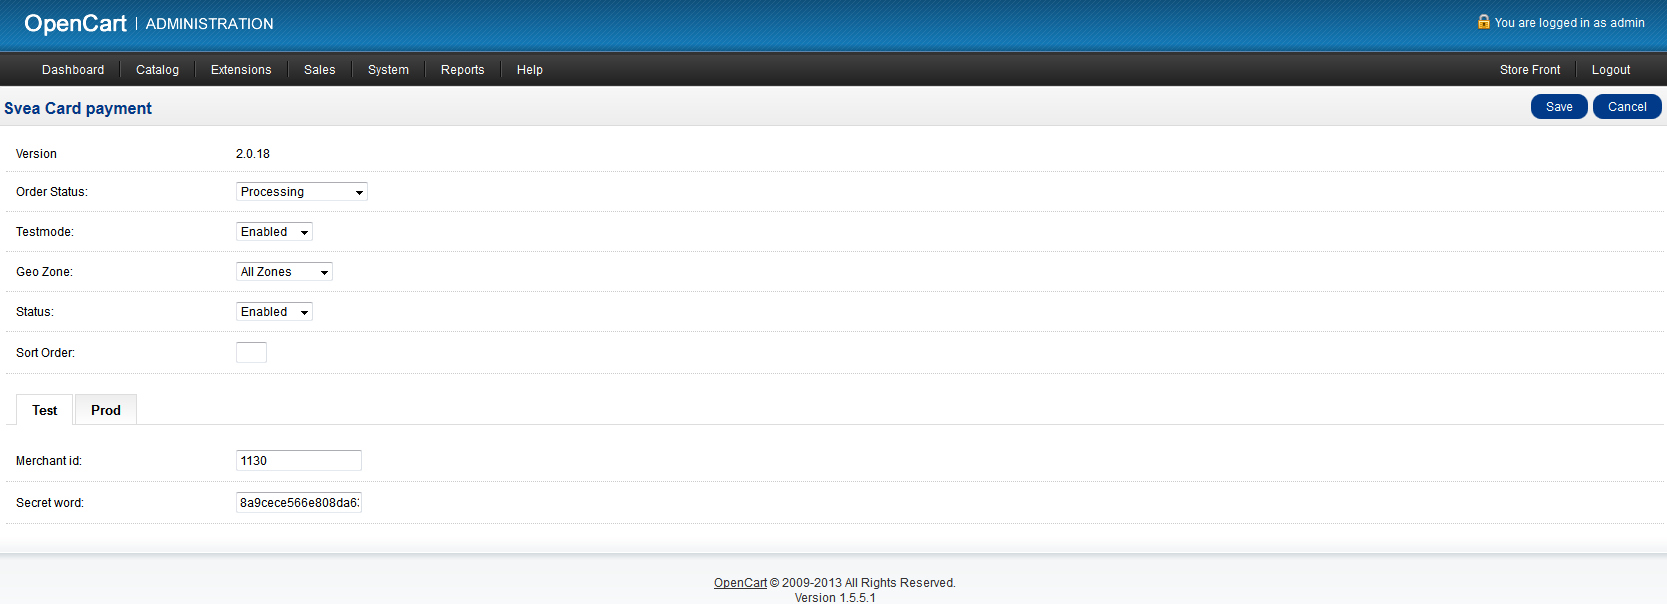 OpenCart | ADMINISTRATION You are logged in as admin
Dashboard Catalog Extensions Sales System Reports Help Store Front Logout
Svea Card payment Save Cancel
Version 2.0.18
Order Status: Processing
Testmode: Enabled
Geo Zone: All Zones
Status: Enabled
Sort Order:
Test Prod
Merchant id: 1130
Secret word: 8a9cece566e808da6
OpenCart © 2009-2013 All Rights Reserved.
Version 1.5.5.1